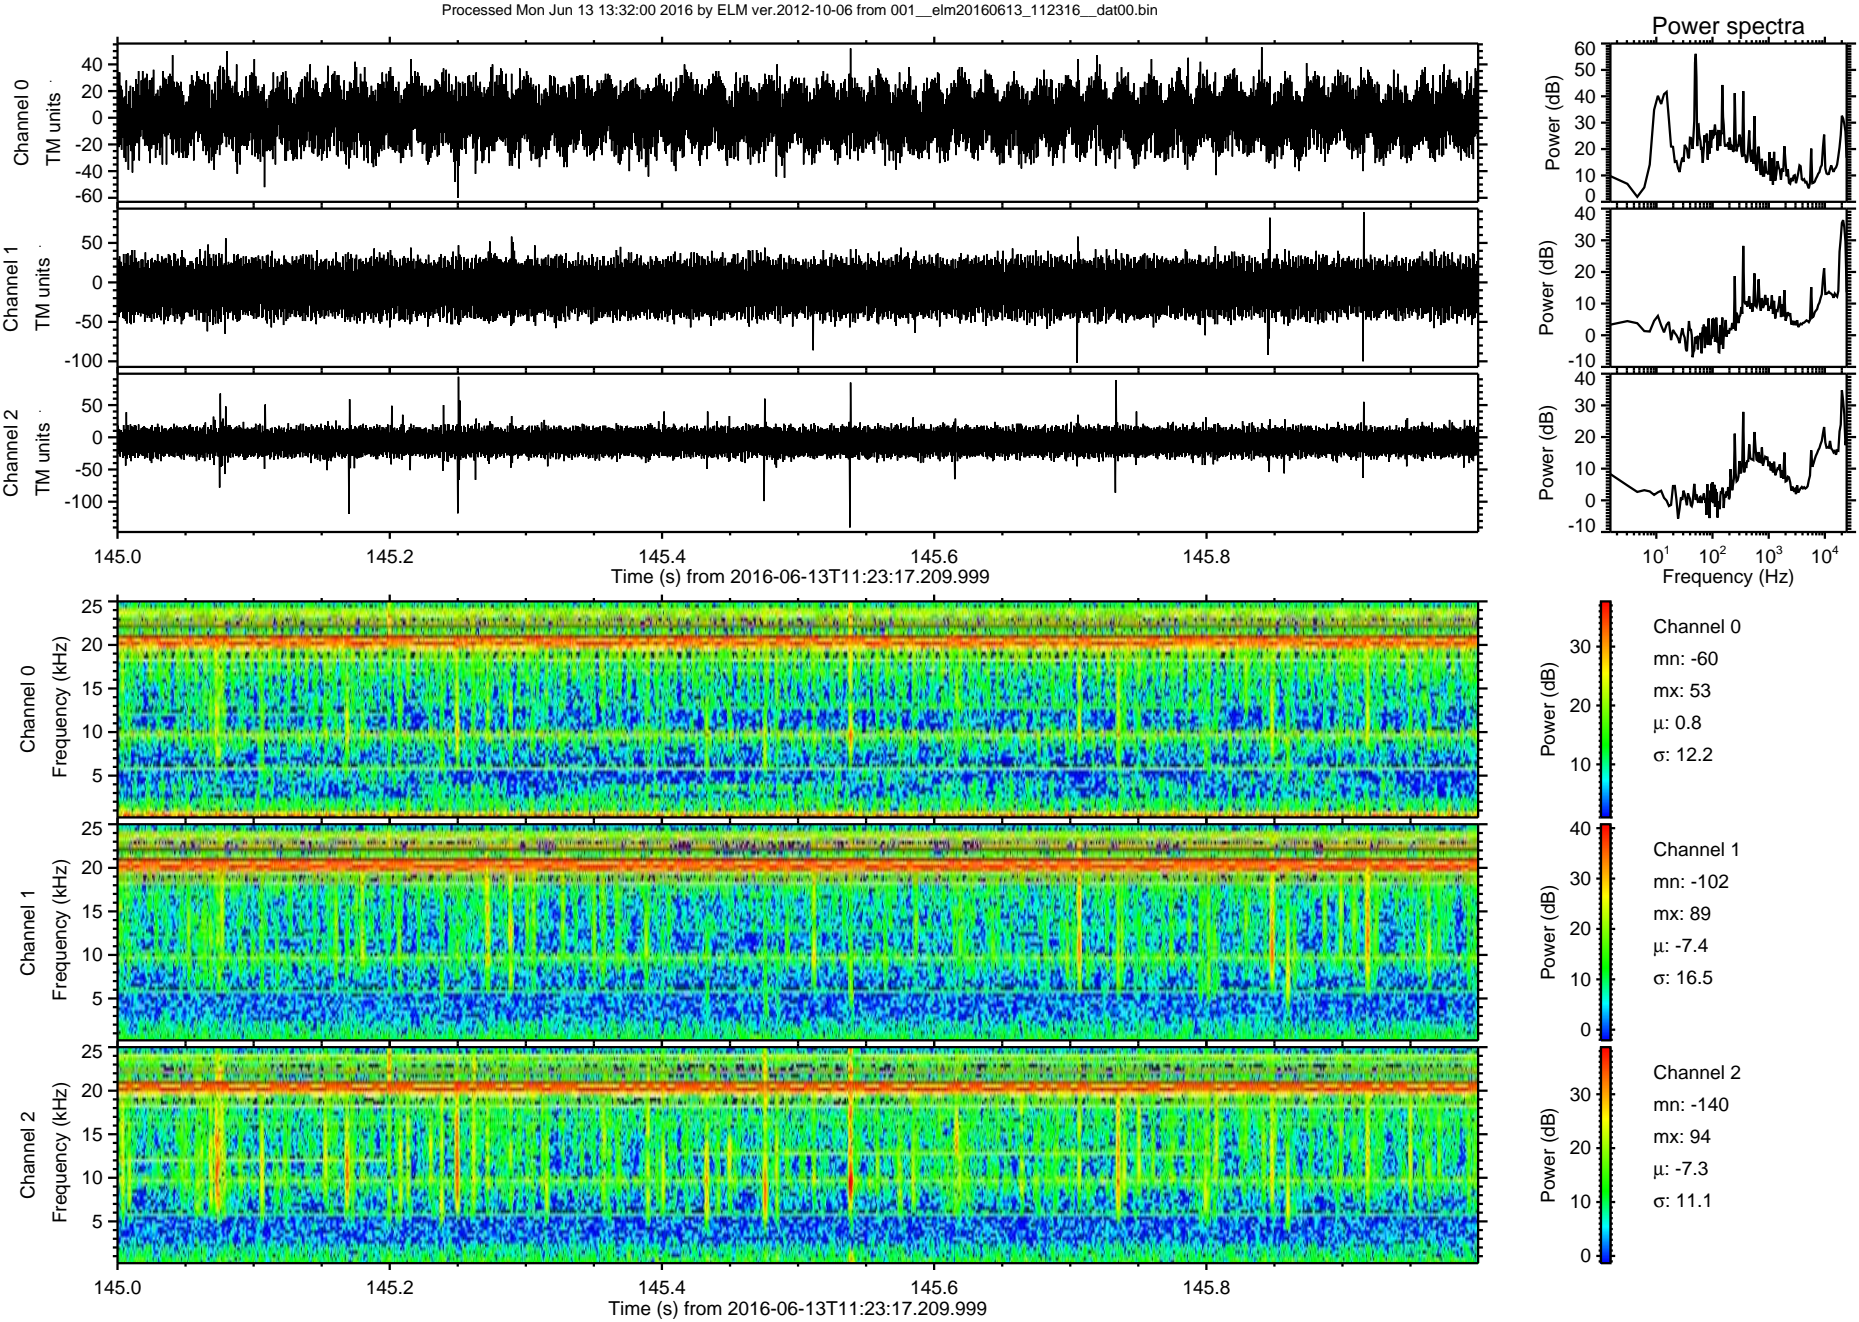 Processed Mon Jun 13 13:32:00 2016 by ELM ver.2012-10-06 from 001__elm20160613_112316__dat00.bin
Power spectra
Channel 0
TM units
40
20
0
-20
-40
-60
Power (dB)
60
50
40
30
20
10
0
Channel 1
TM units
50
0
-50
-100
Power (dB)
40
30
20
10
0
-10
Channel 2
TM units
50
0
-50
-100
Power (dB)
40
30
20
10
0
-10
145.0 145.2 145.4 145.6 145.8
Time (s) from 2016-06-13T11:23:17.209.999
10^1 10^2 10^3 10^4
Frequency (Hz)
Channel 0
Frequency (kHz)
25
20
15
10
5
Power (dB)
30
20
10
Channel 0
mn: -60
mx: 53
μ: 0.8
σ: 12.2
Channel 1
Frequency (kHz)
25
20
15
10
5
Power (dB)
40
30
20
10
0
Channel 1
mn: -102
mx: 89
μ: -7.4
σ: 16.5
Channel 2
Frequency (kHz)
25
20
15
10
5
Power (dB)
30
20
10
0
Channel 2
mn: -140
mx: 94
μ: -7.3
σ: 11.1
145.0 145.2 145.4 145.6 145.8
Time (s) from 2016-06-13T11:23:17.209.999